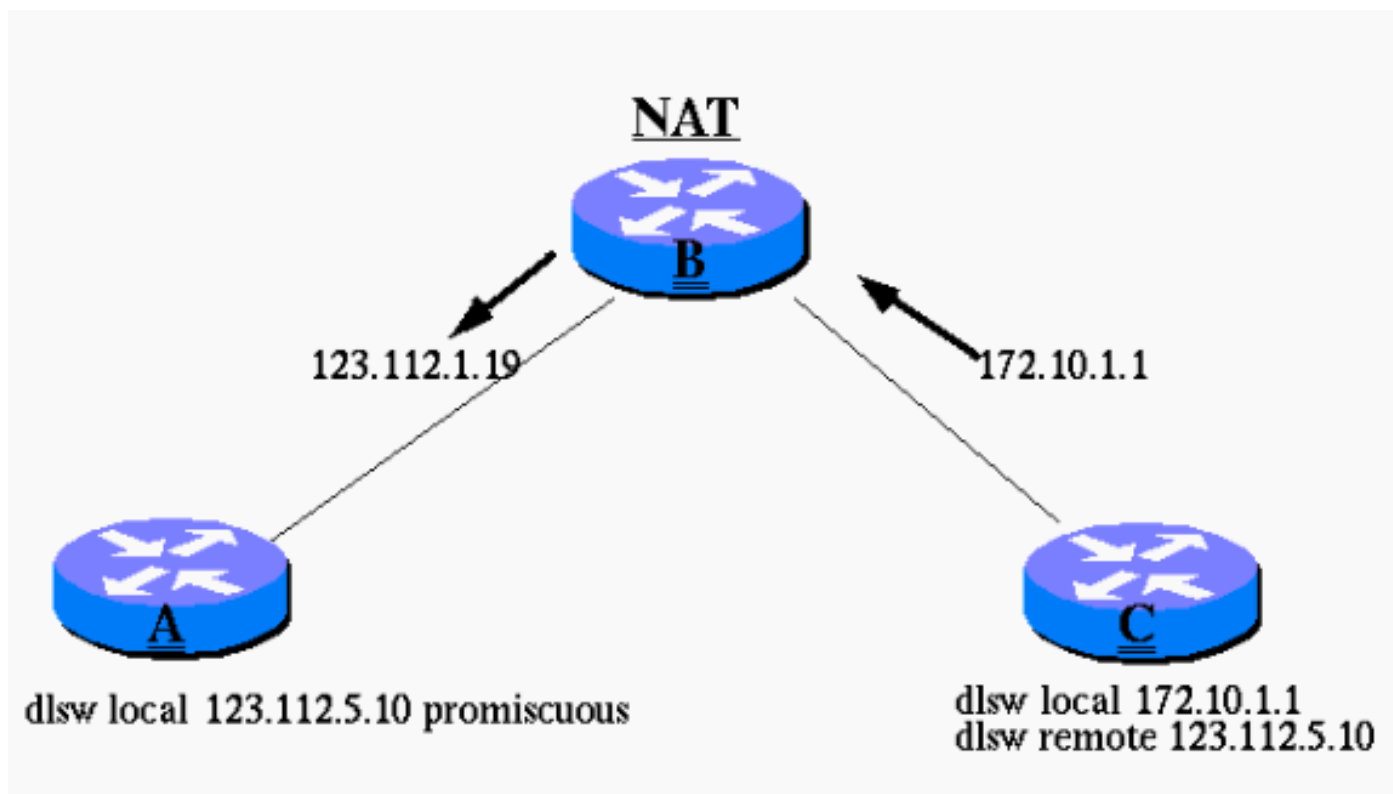 NAT
B
123.112.1.19
172.10.1.1
A
C
dlsw local 123.112.5.10 promiscuous
dlsw local 172.10.1.1
dlsw remote 123.112.5.10